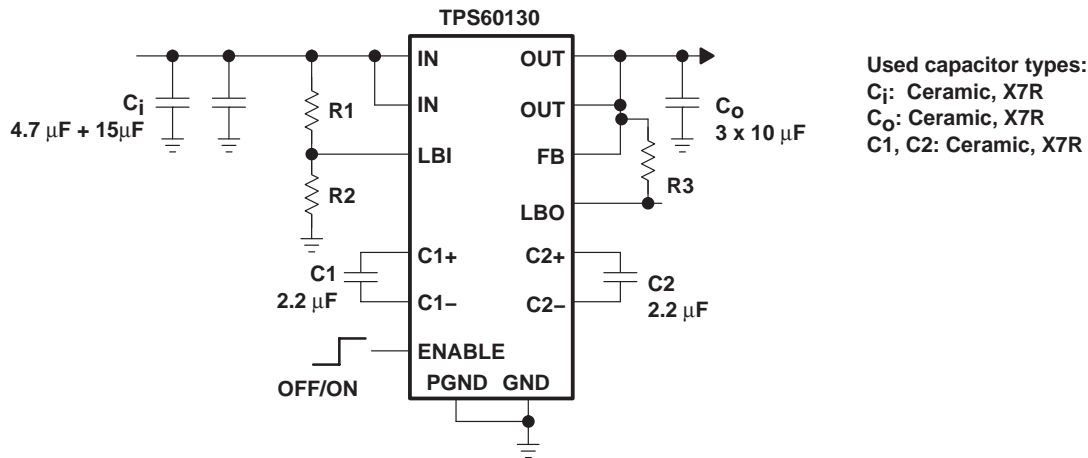 TPS60130
IN
OUT
Used capacitor types:
Ci: Ceramic, X7R
Co: Ceramic, X7R
C1, C2: Ceramic, X7R
Ci
4.7 μF + 15μF
R1
IN
OUT
Co
3 x 10 μF
LBI
FB
R2
R3
LBO
C1+
C2+
C1
2.2 μF
C2
2.2 μF
C1–
C2–
ENABLE
OFF/ON
PGND GND